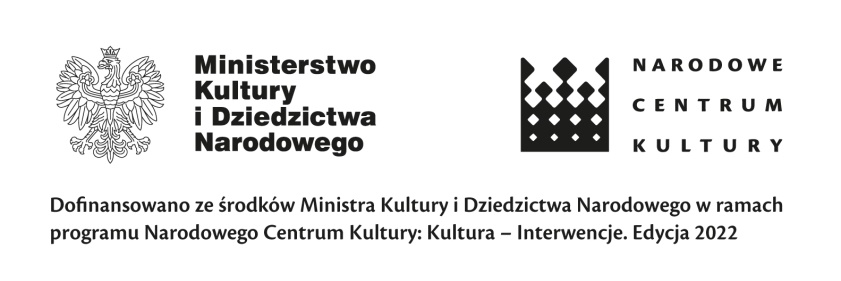 Ministerstwo
Kultury
i Dziedzictwa
Narodowego
NARODOWE
CENTRUM
KULTURY
Dofinansowano ze środków Ministra Kultury i Dziedzictwa Narodowego w ramach
programu Narodowego Centrum Kultury: Kultura – Interwencje. Edycja 2022